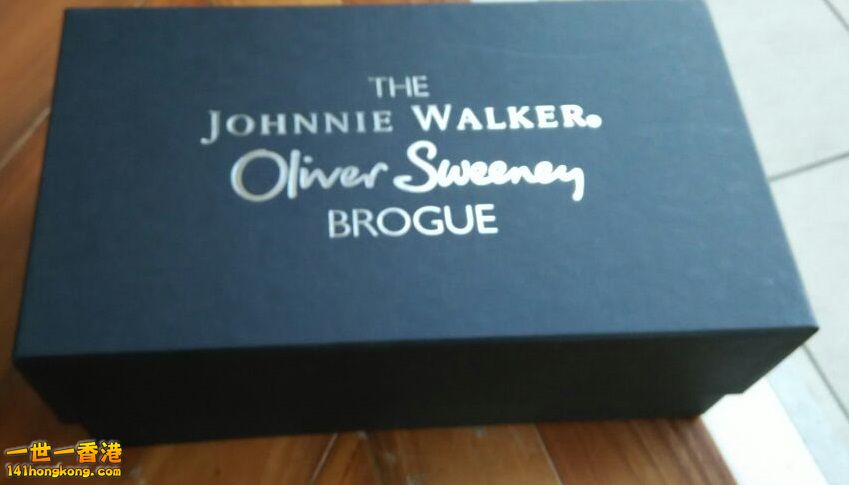 THE
JOHNNIE WALKER®
Oliver Sweeney
BROGUE
一世一香港
141hongkong.com